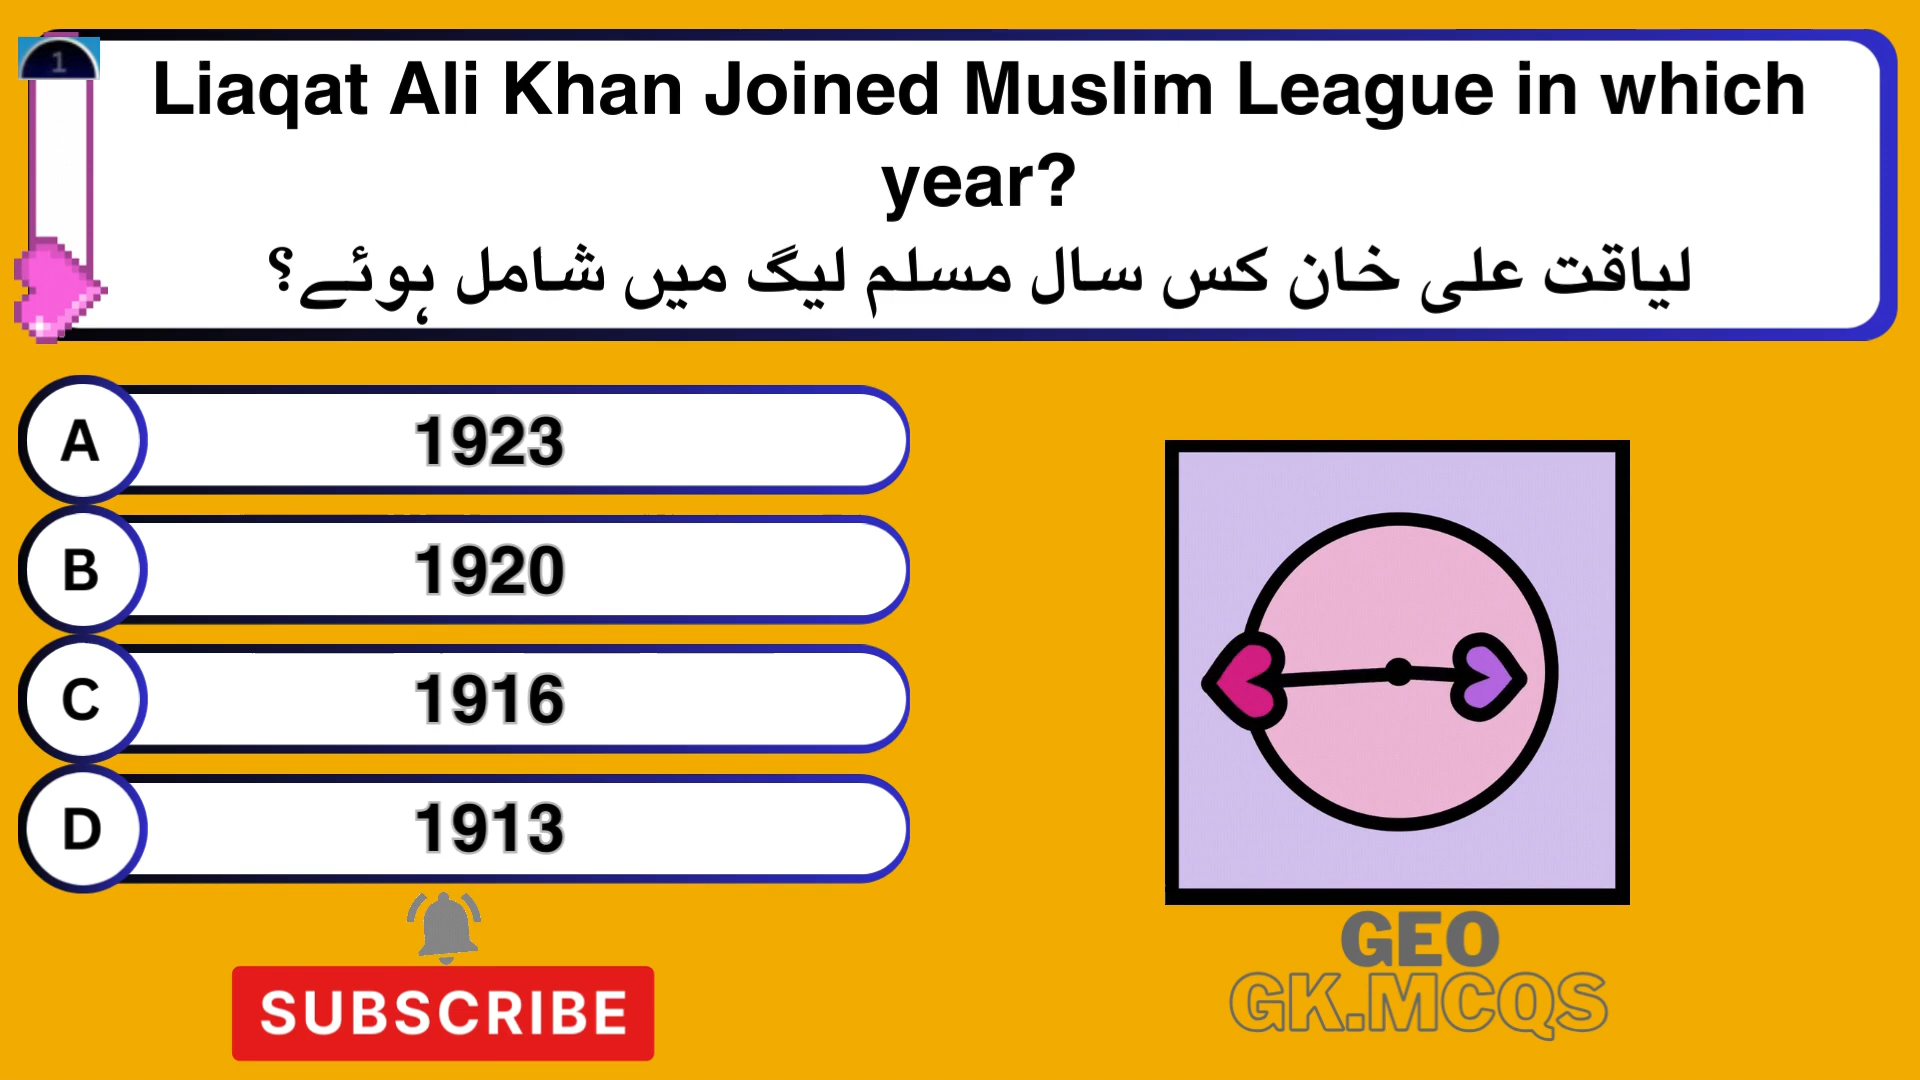 1
Liaqat Ali Khan Joined Muslim League in which
year?
لیاقت علی خان کس سال مسلم لیگ میں شامل ہوئے؟
A
1923
B
1920
C
1916
D
1913
SUBSCRIBE
GEO
GK.MCQS